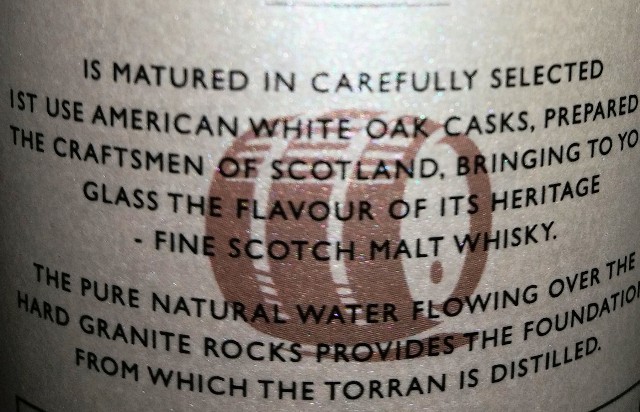 IS MATURED IN CAREFULLY SELECTED
1ST USE AMERICAN WHITE OAK CASKS, PREPARED
THE CRAFTSMEN OF SCOTLAND, BRINGING TO YO
GLASS THE FLAVOUR OF ITS HERITAGE
- FINE SCOTCH MALT WHISKY.
THE PURE NATURAL WATER FLOWING OVER THE
HARD GRANITE ROCKS PROVIDES THE FOUNDATION
FROM WHICH THE TORRAN IS DISTILLED.